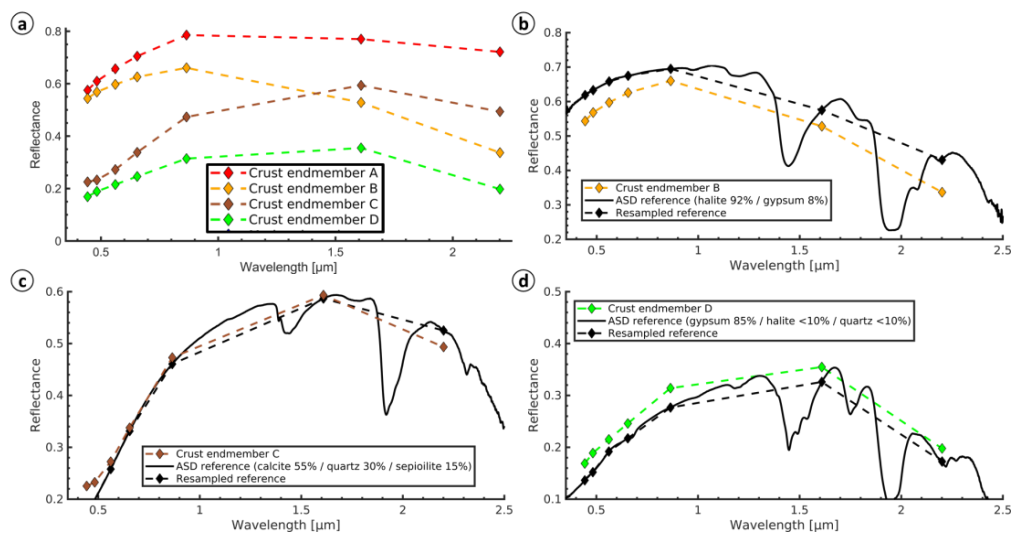 a
0.8
0.6
0.4
0.2
0
Reflectance
Crust endmember A
Crust endmember B
Crust endmember C
Crust endmember D
0.5
1
1.5
2
Wavelength [µm]
b
0.8
0.7
0.6
0.5
0.4
0.3
0.2
Reflectance
Crust endmember B
ASD reference (halite 92% / gypsum 8%)
Resampled reference
0.5
1
1.5
2
2.5
Wavelength [µm]
c
0.6
0.5
0.4
0.3
0.2
Reflectance
Crust endmember C
ASD reference (calcite 55% / quartz 30% / sepioilite 15%)
Resampled reference
0.5
1
1.5
2
2.5
Wavelength [µm]
d
0.5
0.4
0.3
0.2
0.1
Reflectance
Crust endmember D
ASD reference (gypsum 85% / halite <10% / quartz <10%)
Resampled reference
0.5
1
1.5
2
2.5
Wavelength [µm]